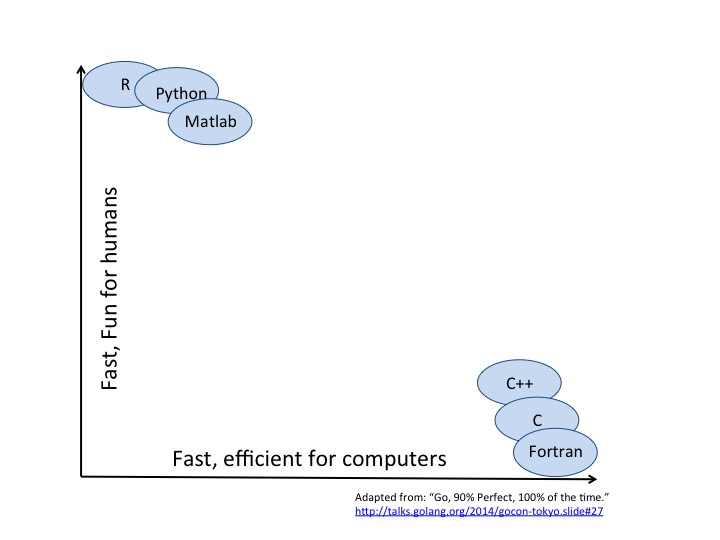 R
Python
Matlab
Fast, Fun for humans
C++
C
Fortran
Fast, efficient for computers
Adapted from: “Go, 90% Perfect, 100% of the time.”
http://talks.golang.org/2014/gocon-tokyo.slide#27